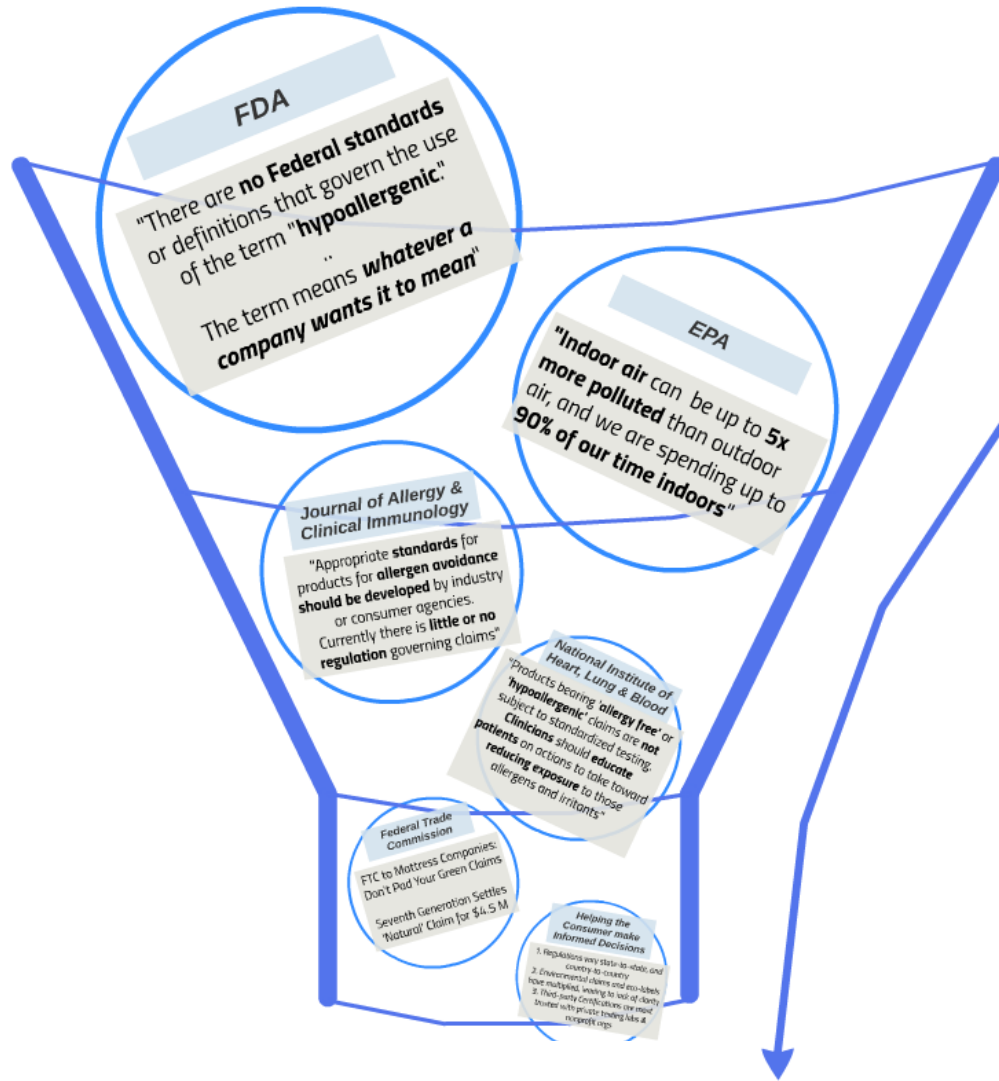 FDA
"There are no Federal standards
or definitions that govern the use
of the term "hypoallergenic."
..
The term means whatever a
company wants it to mean"
EPA
"Indoor air can be up to 5x
more polluted than outdoor
air, and we are spending up to
90% of our time indoors"
Journal of Allergy &
Clinical Immunology
"Appropriate standards for
products for allergen avoidance
should be developed by industry
or consumer agencies.
Currently there is little or no
regulation governing claims"
National Institute of
Heart, Lung & Blood
"Products bearing 'allergy free' or
'hypoallergenic' claims are not
subject to standardized testing.
Clinicians should educate
patients on actions to take toward
reducing exposure to those
allergens and irritants"
Federal Trade
Commission
FTC to Mattress Companies:
Don't Pad Your Green Claims
Seventh Generation Settles
'Natural' Claim for $4.5 M
Helping the
Consumer make
Informed Decisions
1. Regulations vary state-to-state, and
country-to-country
2. Environmental claims and eco-labels
have multiplied, leading to lack of clarity
3. Third-party Certifications are most
trusted with private testing labs &
nonprofit orgs